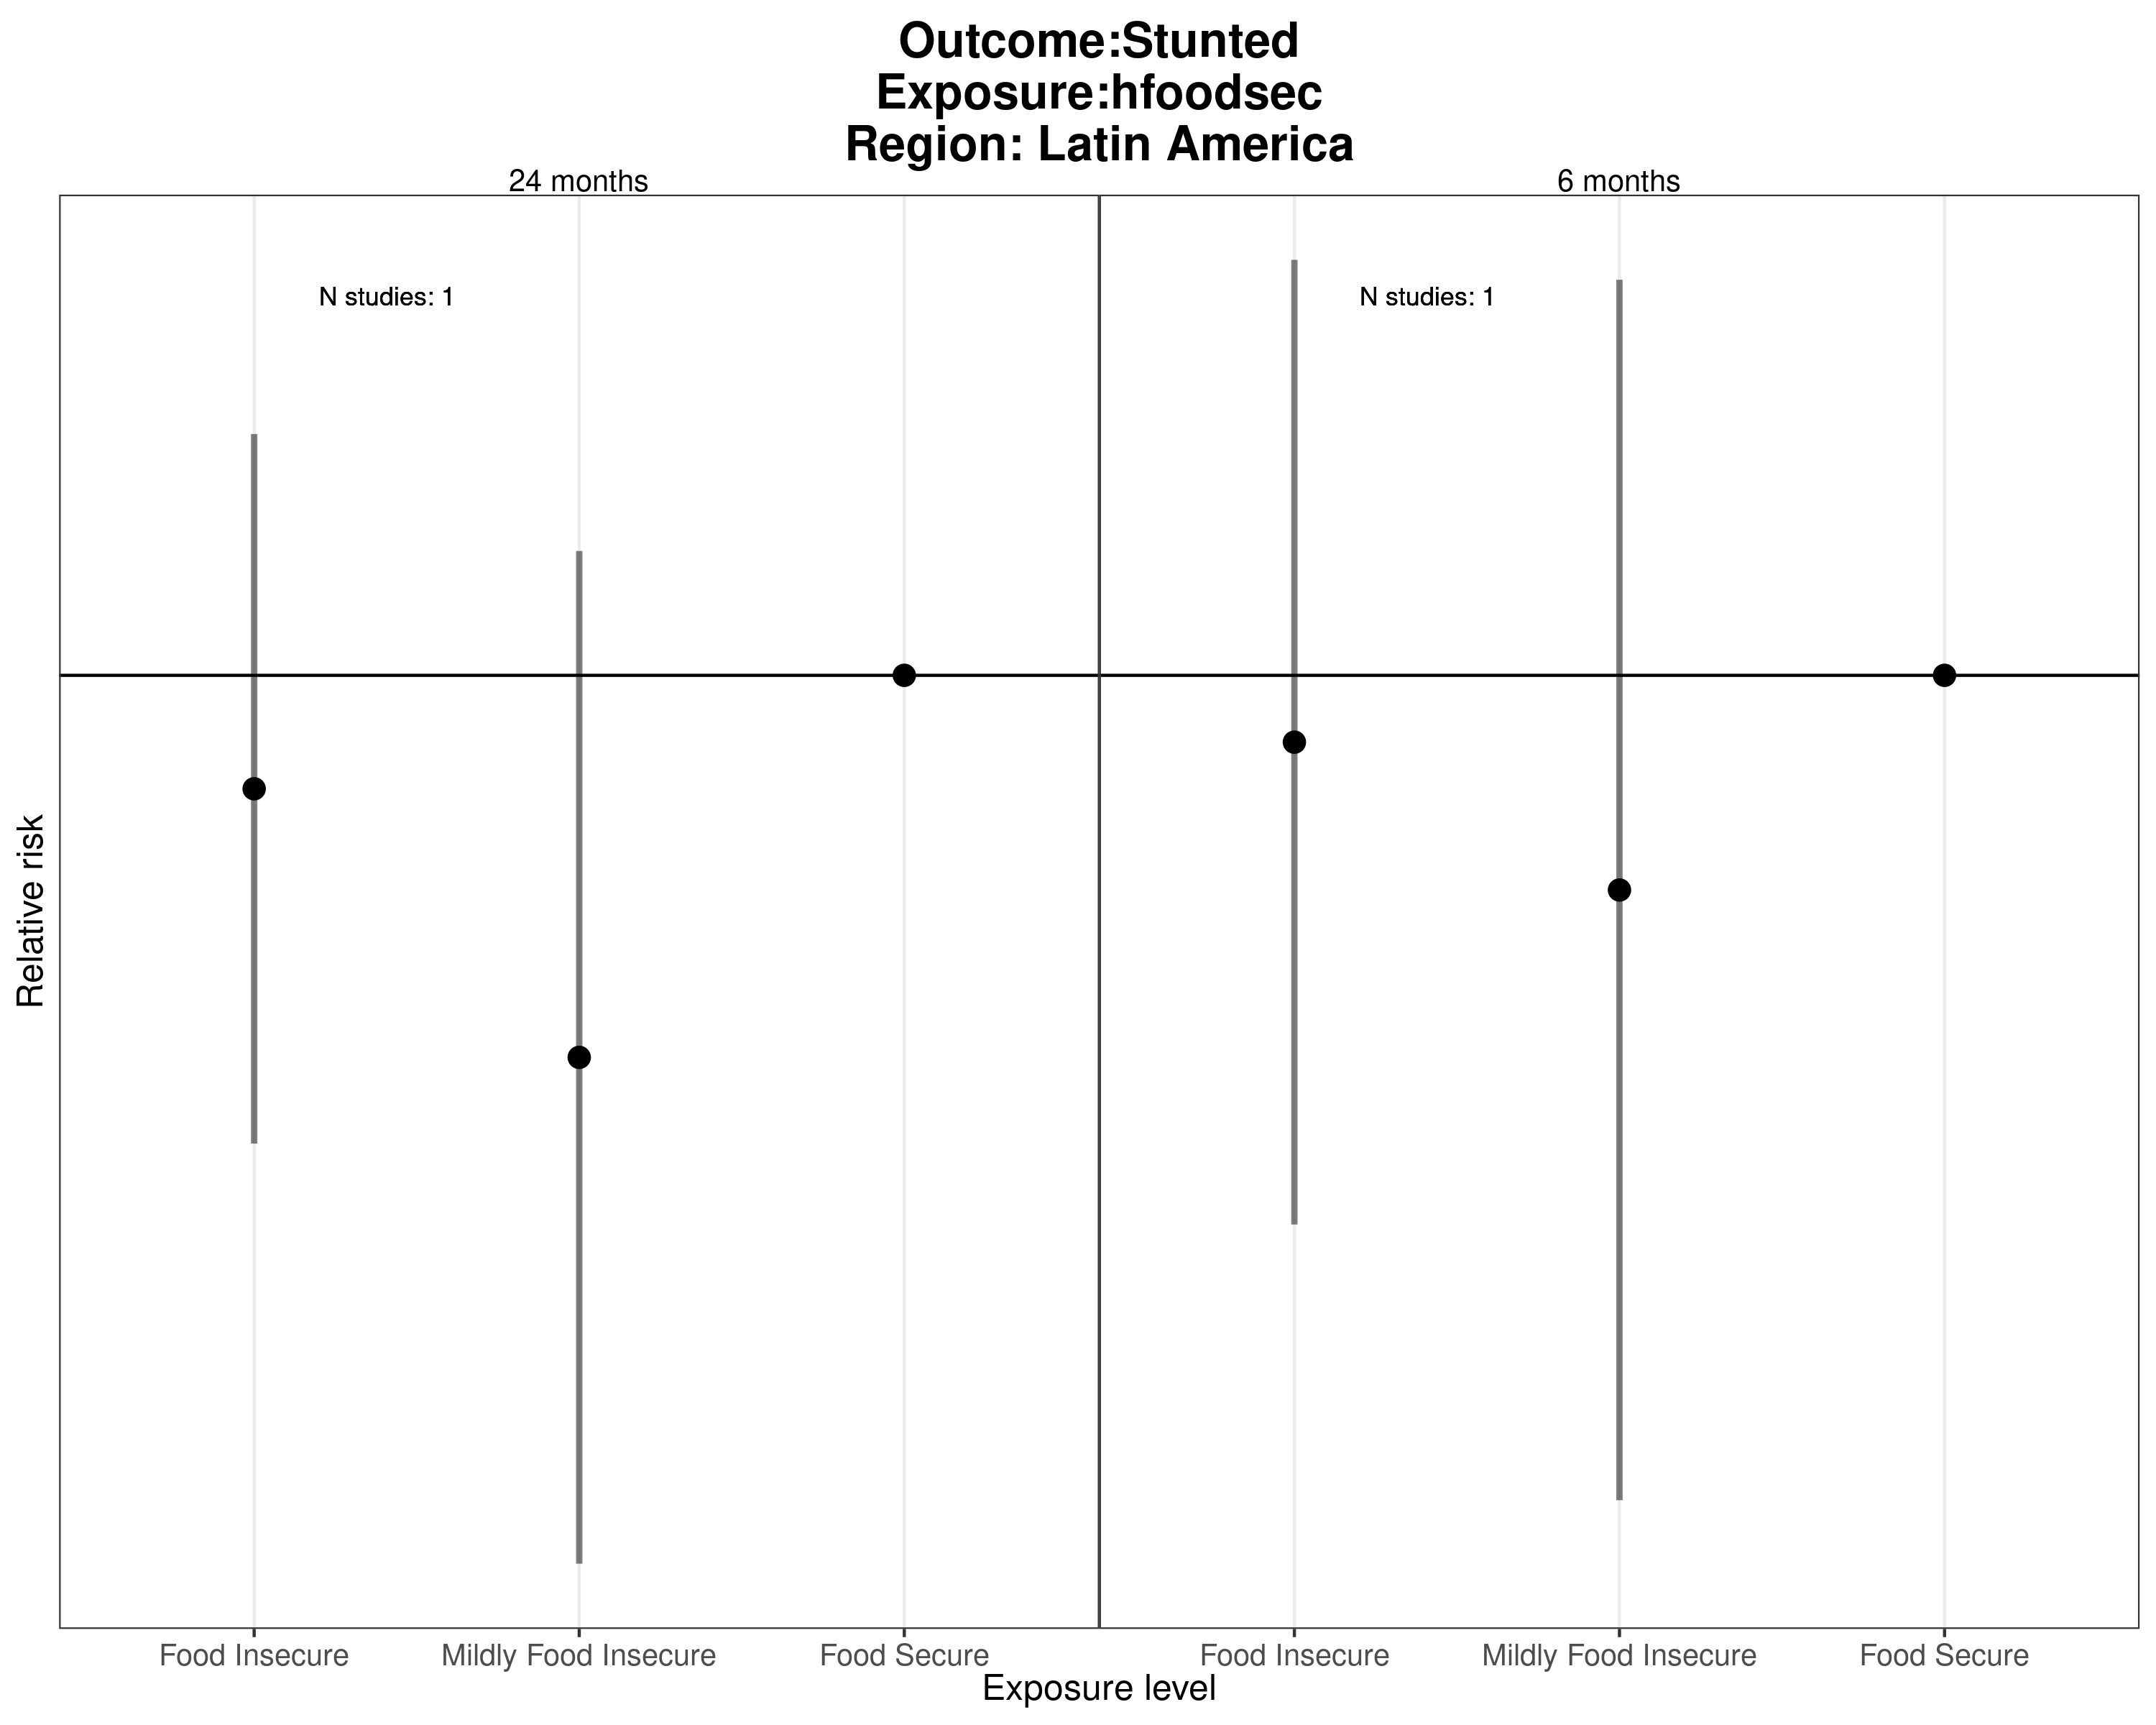 Outcome:Stunted
Exposure:hfoodsec
Region: Latin America
24 months
6 months
N studies: 1
N studies: 1
Relative risk
Food Insecure
Mildly Food Insecure
Food Secure
Food Insecure
Mildly Food Insecure
Food Secure
Exposure level